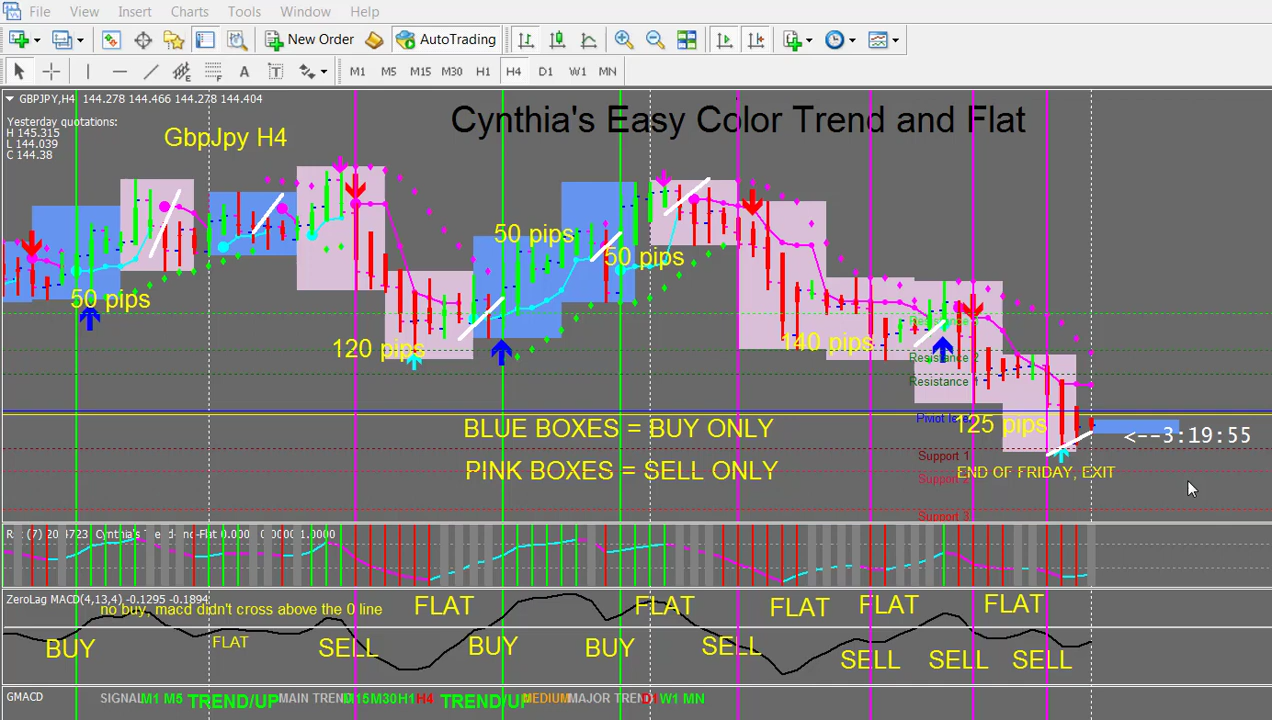 File View Insert Charts Tools Window Help
New Order AutoTrading
A T M1 M5 M15 M30 H1 H4 D1 W1 MN
GBPJPY,H4 144.278 144.466 144.278 144.404
Cynthia's Easy Color Trend and Flat
Yesterday quotations:
H 145.315
L 144.039
C 144.38
GbpJpy H4
50 pips
50 pips
50 pips
120 pips
140 pips
Resistance 2
Resistance 1
Pivot level
125 pips
BLUE BOXES = BUY ONLY
<--3:19:55
Support 1
PINK BOXES = SELL ONLY
END OF FRIDAY, EXIT
Support 2
Support 3
ZeroLag MACD(4,13,4) -0.1295 -0.1894
no buy, macd didn't cross above the 0 line
FLAT FLAT FLAT FLAT FLAT
BUY FLAT SELL BUY BUY SELL SELL SELL SELL
GMACD SIGNAL M1 M5 TREND/UP MAIN TREND M15 M30 H1 H4 TREND/UP MEDIUM MAJOR TREND D1 W1 MN